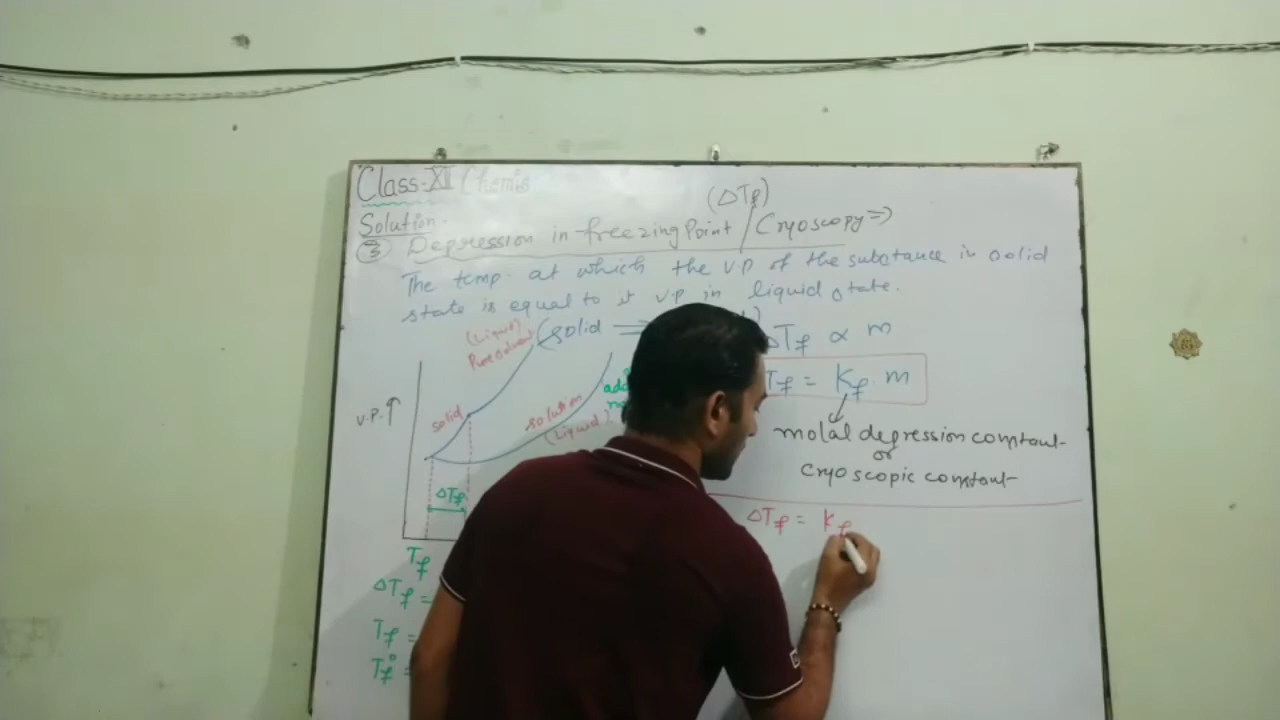 Class-XII Chemis
Solution.
(ΔTf)
③ Depression in freezing Point / Cryoscopy ⇒)
The temp. at which the V.P of the substance in solid
state is equal to it v.p in liquid state.
(Liquid)
Pure solvent
(solid ⇌
ΔTf ∝ m
Tf = Kf . m
V.P. ↑
solid
solution
(Liquid)
molal depression constant
or
Cryoscopic constant
ΔTf
ΔTf = Kf
Tf
ΔTf =
Tf =
Tf° =